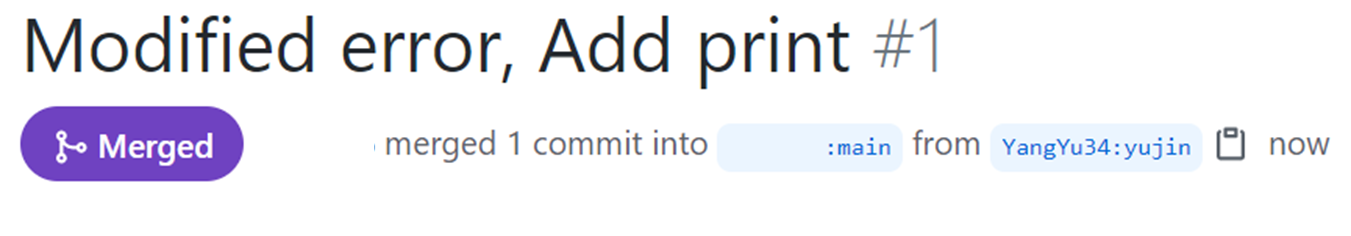 Modified error, Add print #1
Merged merged 1 commit into :main from YangYu34:yujin now